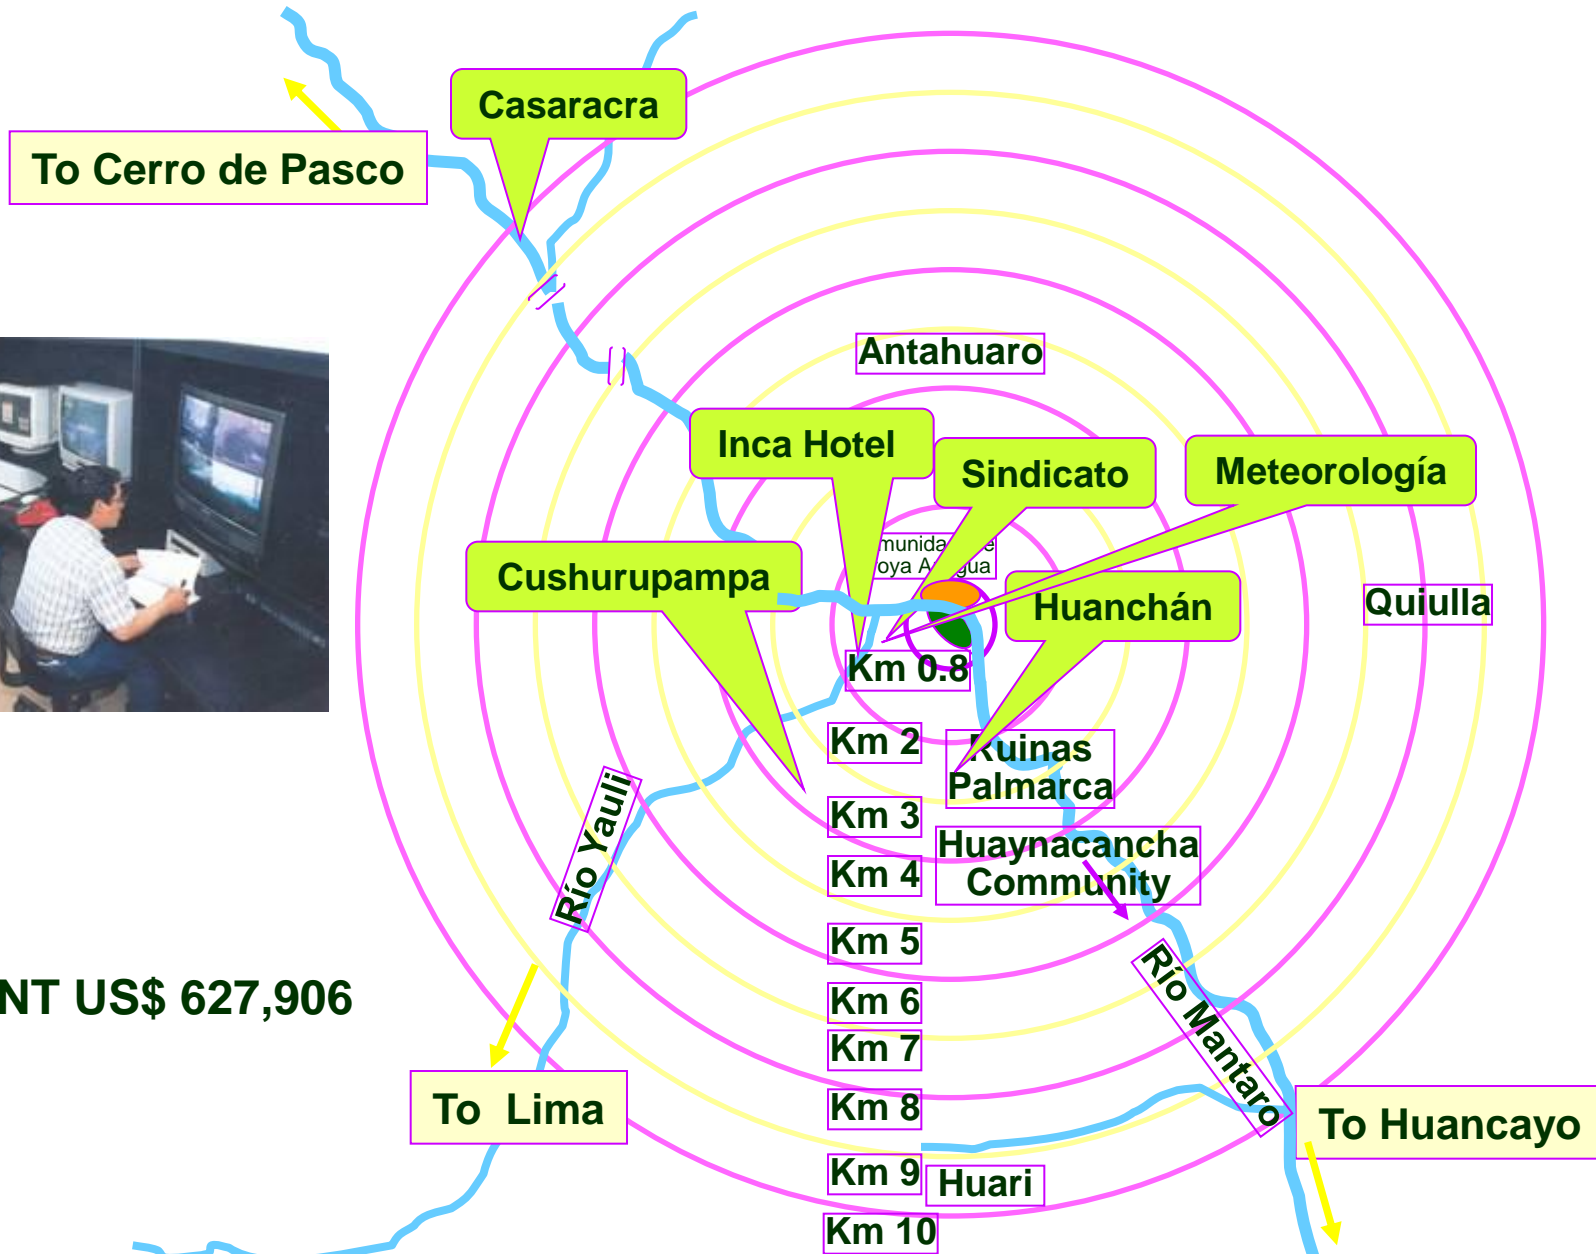 Casaracra
To Cerro de Pasco
Antahuaro
Inca Hotel
Sindicato
Meteorología
Cushurupampa
Huanchán
Quiulla
Km 0.8
Km 2
Ruinas
Palmarca
Km 3
Huaynacancha
Community
Km 4
Río Yauli
Km 5
Río Mantaro
US$ 627,906
Km 6
Km 7
To Lima
Km 8
To Huancayo
Km 9
Huari
Km 10